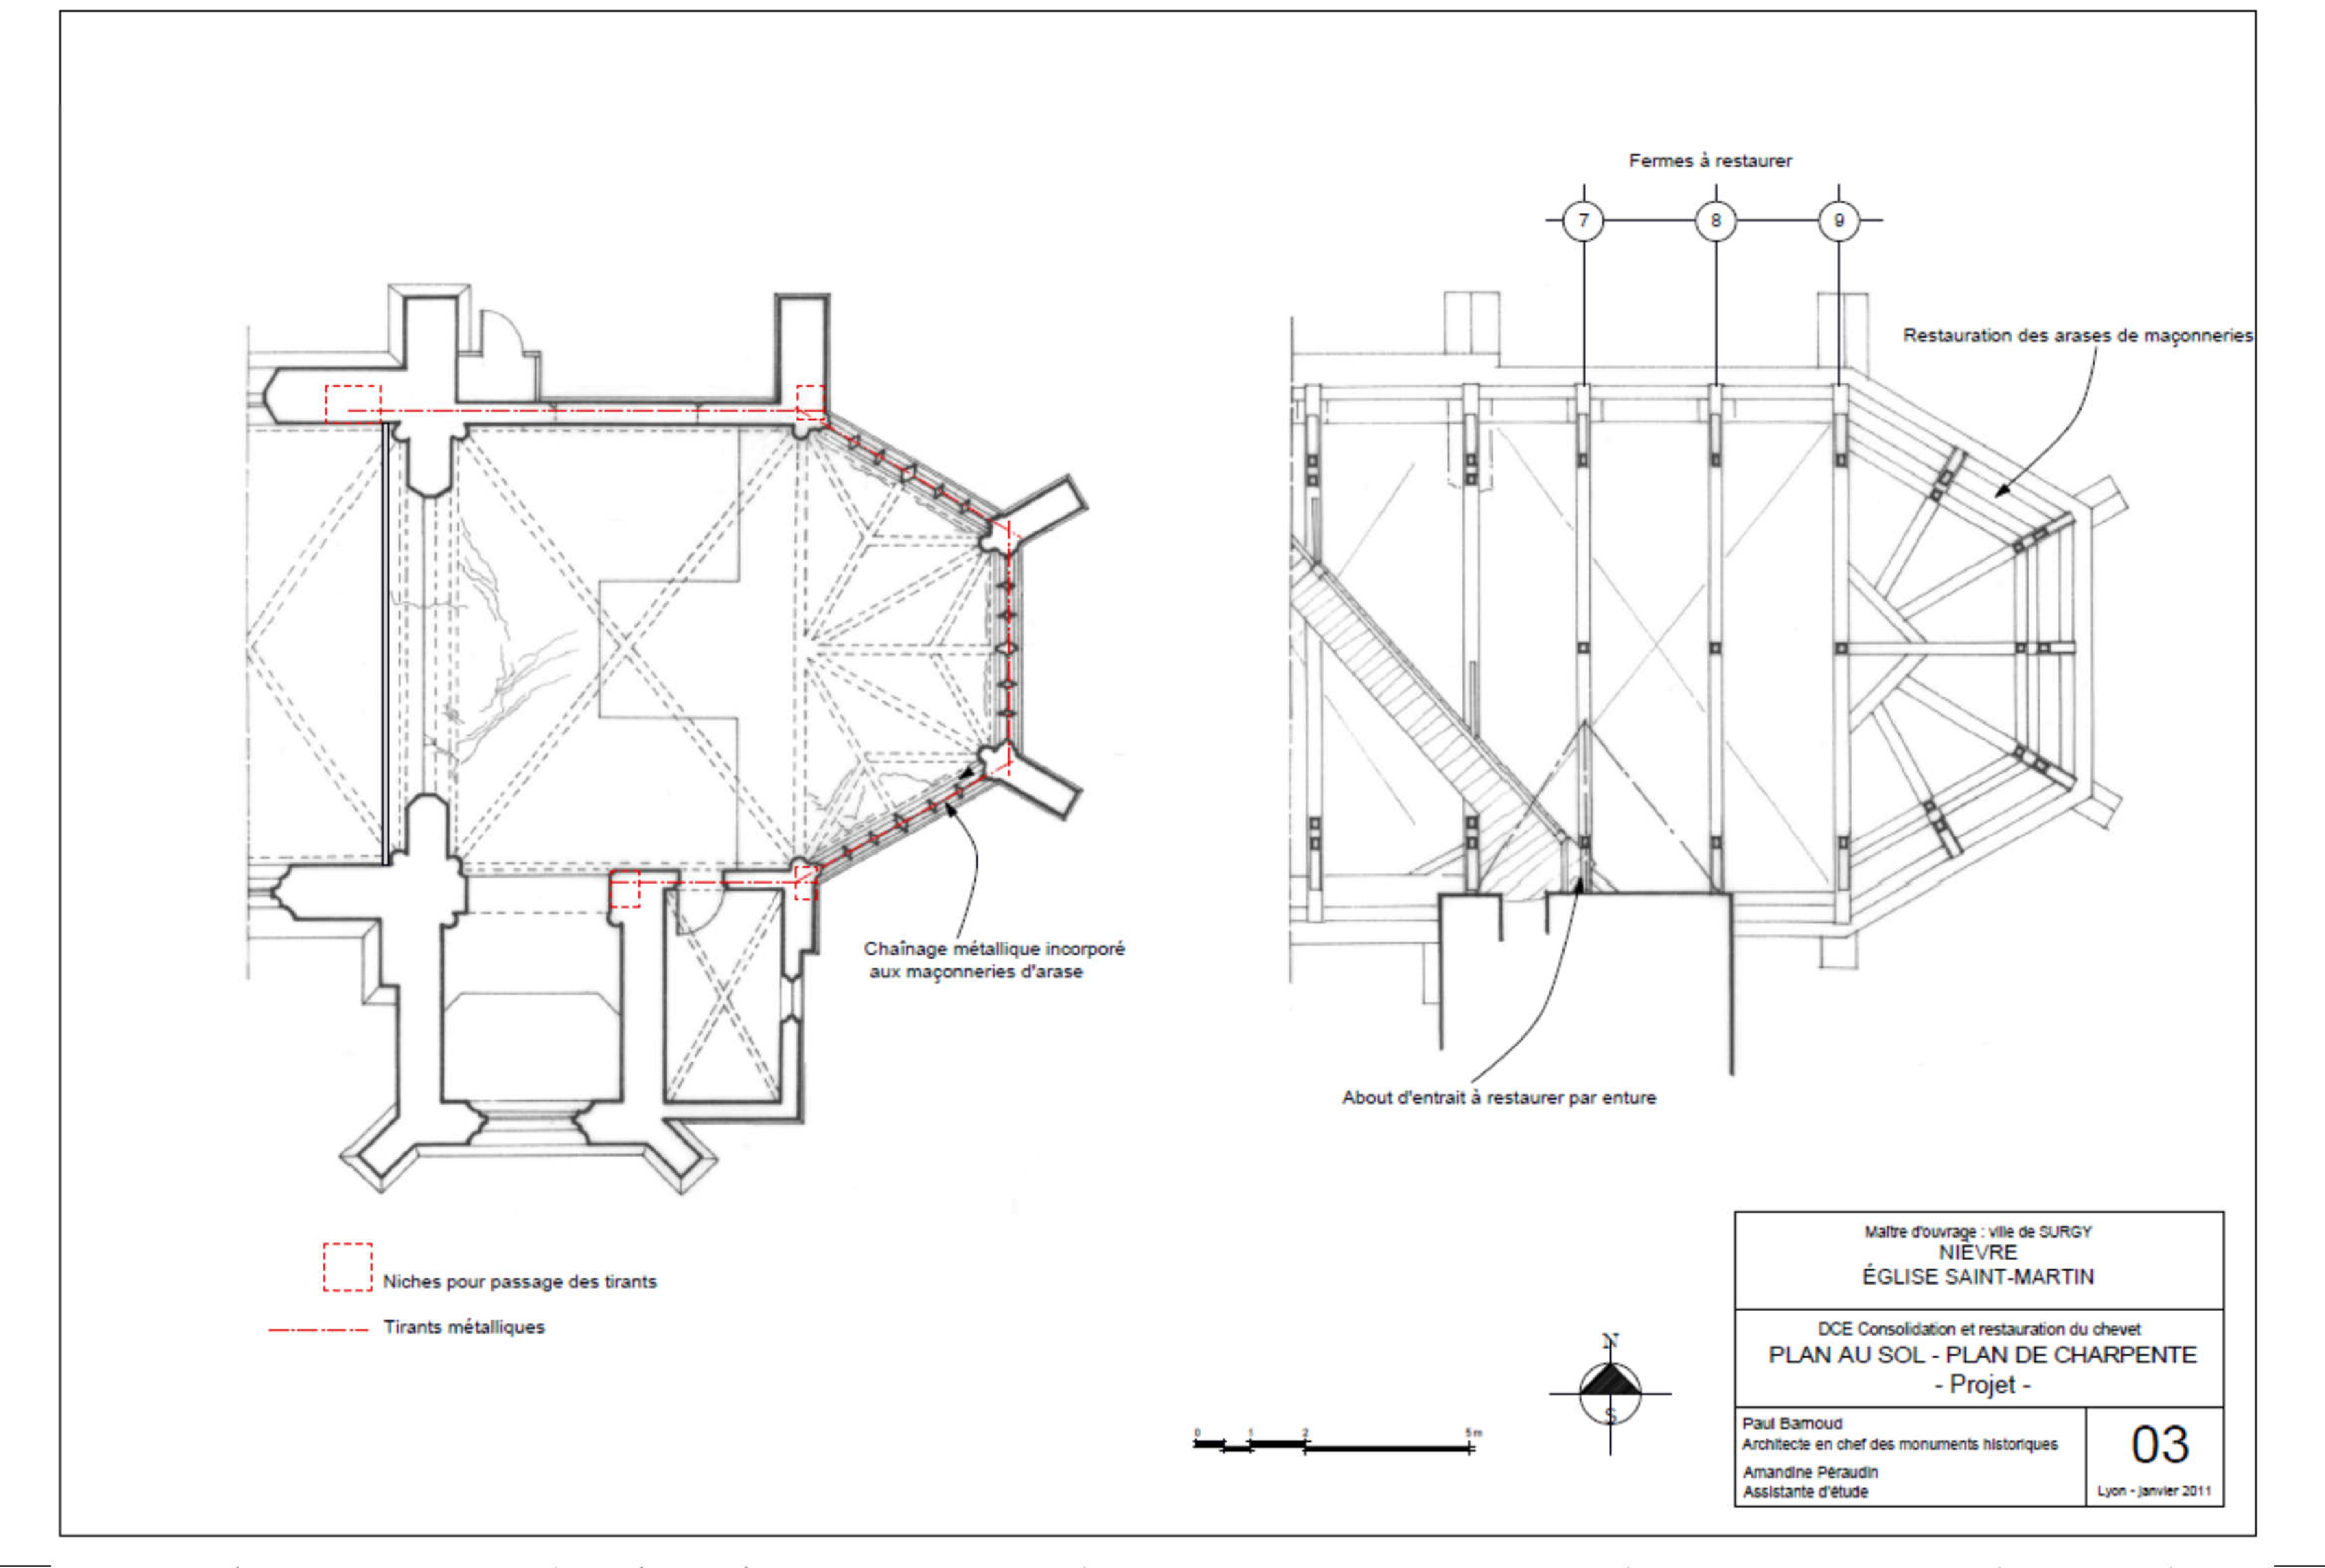 Fermes à restaurer
7 8 9
Restauration des arases de maçonneries
Chaînage métallique incorporé
aux maçonneries d'arase
About d'entrait à restaurer par enture
Niches pour passage des tirants
Tirants métalliques
N
S
0 1 2 5 m
Maître d'ouvrage : ville de SURGY
NIÈVRE
ÉGLISE SAINT-MARTIN
DCE Consolidation et restauration du chevet
PLAN AU SOL - PLAN DE CHARPENTE
- Projet -
Paul Barnoud
Architecte en chef des monuments historiques
Amandine Péraudin
Assistante d'étude
03
Lyon - janvier 2011